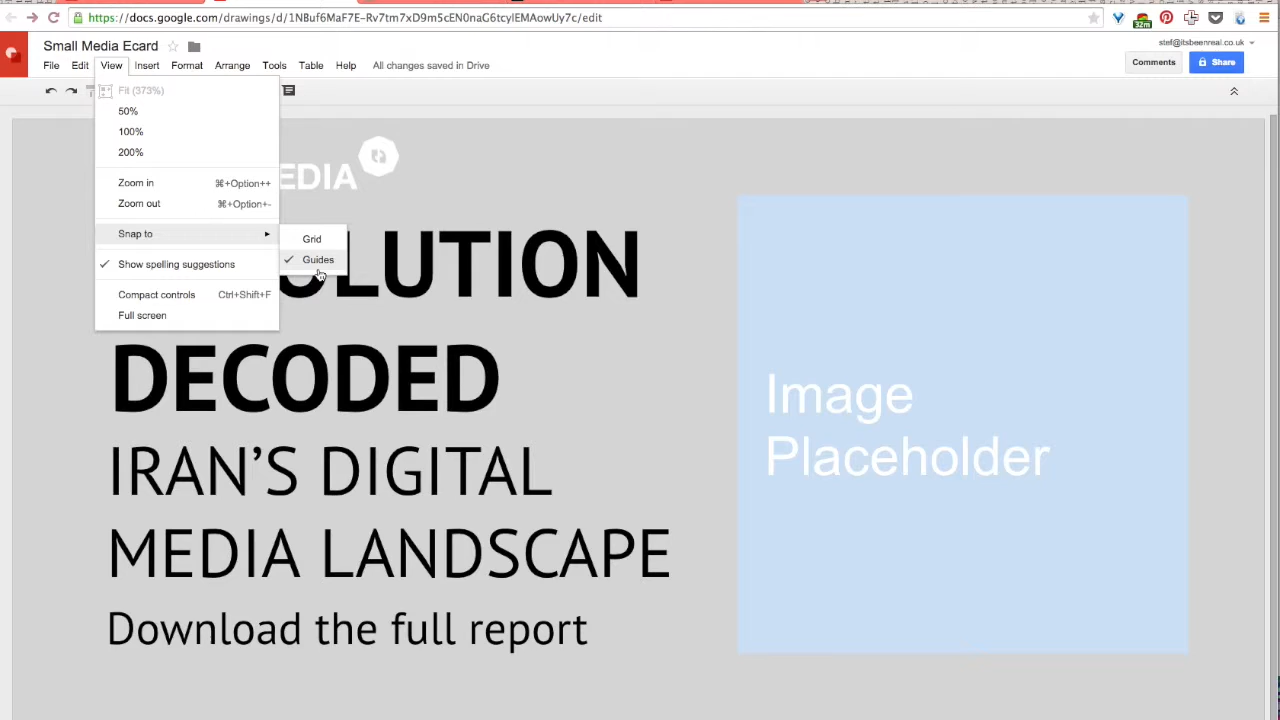 https://docs.google.com/drawings/d/1NBuf6MaF7E-Rv7tm7xD9m5cEN0naG6tcylEMAowUy7c/edit
32m
Small Media Ecard
stef@itsbeenreal.co.uk
File Edit View Insert Format Arrange Tools Table Help All changes saved in Drive
Comments Share
Fit (373%)
50%
100%
200%
Zoom in ⌘+Option++
Zoom out ⌘+Option+-
Snap to
Grid
Guides
Show spelling suggestions
Compact controls Ctrl+Shift+F
Full screen
EDIA
OLUTION
DECODED
IRAN’S DIGITAL
MEDIA LANDSCAPE
Download the full report
Image
Placeholder